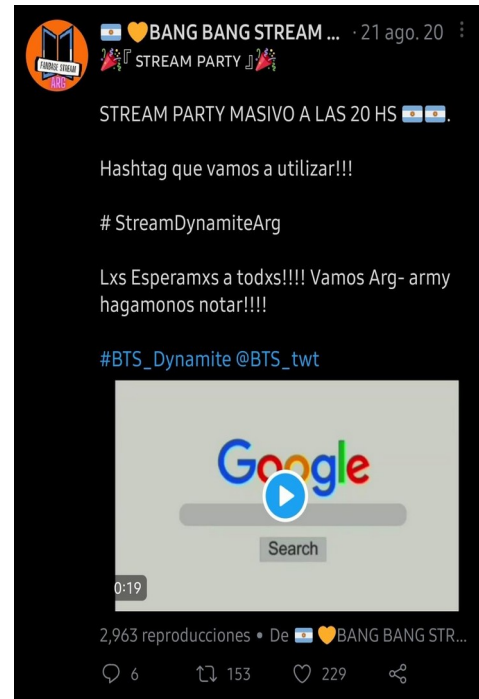 🇦🇷 🧡BANG BANG STREAM ... · 21 ago. 20
🎉『 STREAM PARTY 』🎉
FANBASE STREAM
ARG
STREAM PARTY MASIVO A LAS 20 HS 🇦🇷🇦🇷.
Hashtag que vamos a utilizar!!!
# StreamDynamiteArg
Lxs Esperamxs a todxs!!!! Vamos Arg- army
hagamonos notar!!!!
#BTS_Dynamite @BTS_twt
Google
Search
0:19
2,963 reproducciones • De 🇦🇷 🧡BANG BANG STR...
6 153 229